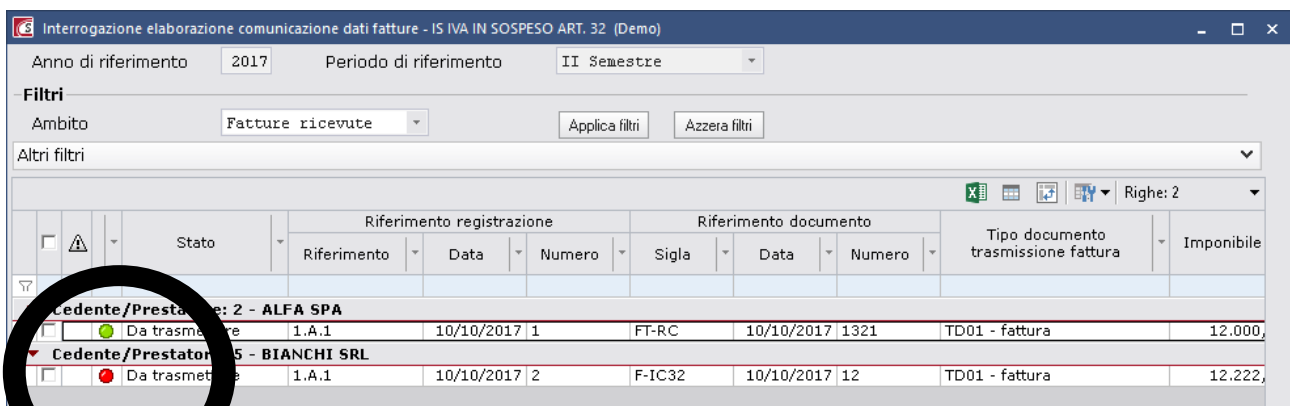 Interrogazione elaborazione comunicazione dati fatture - IS IVA IN SOSPESO ART. 32 (Demo)
Anno di riferimento 2017 Periodo di riferimento II Semestre
Filtri
Ambito Fatture ricevute Applica filtri Azzera filtri
Altri filtri
Righe: 2
Riferimento registrazione Riferimento documento
Stato Riferimento Data Numero Sigla Data Numero Tipo documento trasmissione fattura Imponibile
Cedente/Presta e: 2 - ALFA SPA
Da trasme re 1.A.1 10/10/2017 1 FT-RC 10/10/2017 1321 TD01 - fattura 12.000,
Cedente/Prestator 5 - BIANCHI SRL
Da trasmet e 1.A.1 10/10/2017 2 F-IC32 10/10/2017 12 TD01 - fattura 12.222,